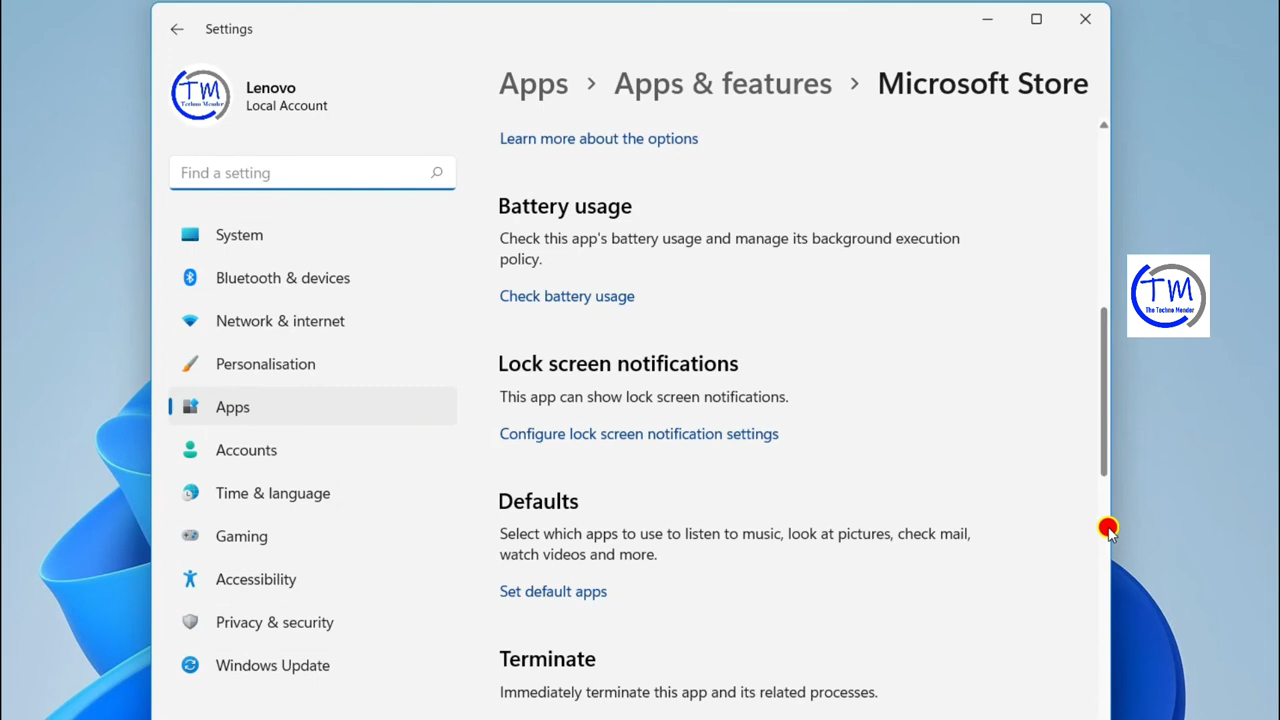 Settings
TM
Techno Mender
Lenovo
Local Account
Find a setting
System
Bluetooth & devices
Network & internet
Personalisation
Apps
Accounts
Time & language
Gaming
Accessibility
Privacy & security
Windows Update
Apps > Apps & features > Microsoft Store
Learn more about the options
Battery usage
Check this app's battery usage and manage its background execution
policy.
Check battery usage
Lock screen notifications
This app can show lock screen notifications.
Configure lock screen notification settings
Defaults
Select which apps to use to listen to music, look at pictures, check mail,
watch videos and more.
Set default apps
Terminate
Immediately terminate this app and its related processes.
TM
The Techno Mender